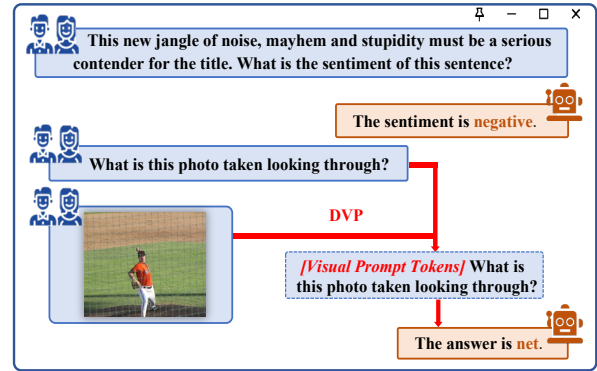 This new jangle of noise, mayhem and stupidity must be a serious
contender for the title. What is the sentiment of this sentence?
The sentiment is negative.
What is this photo taken looking through?
DVP
[Visual Prompt Tokens] What is
this photo taken looking through?
The answer is net.